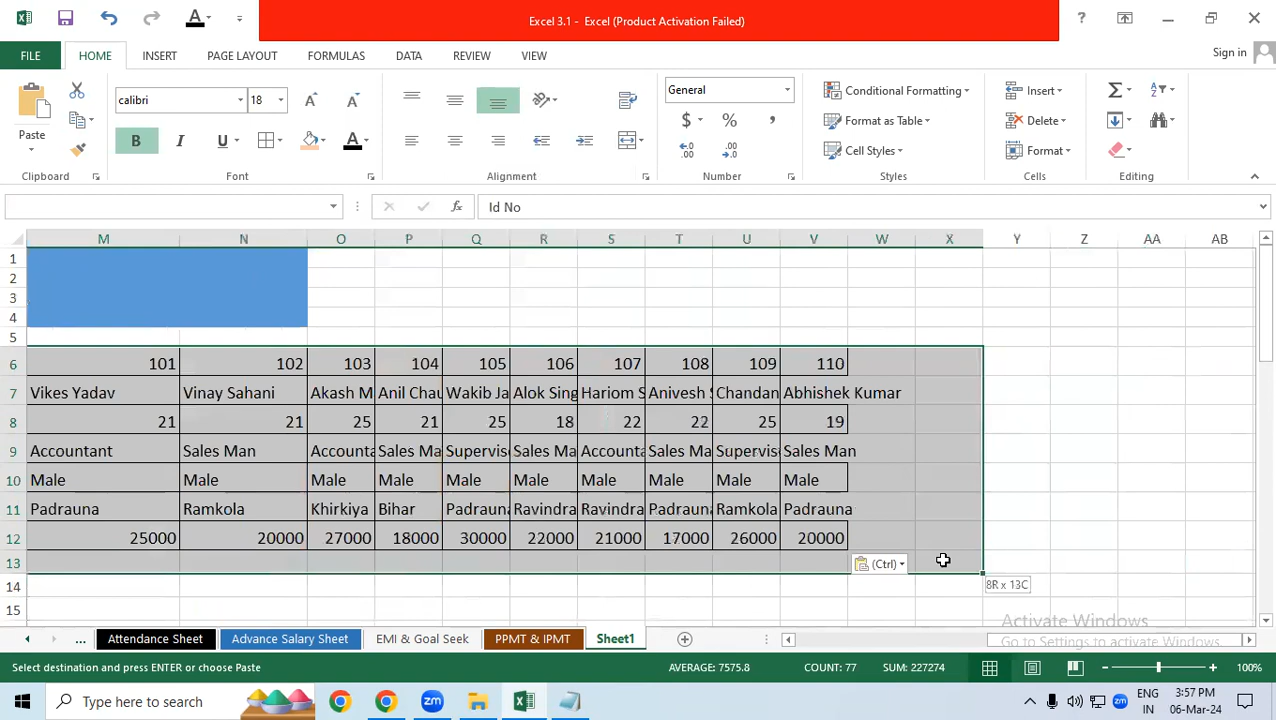 Excel 3.1 - Excel (Product Activation Failed)
FILE HOME INSERT PAGE LAYOUT FORMULAS DATA REVIEW VIEW Sign in
Paste calibri 18 General Conditional Formatting Insert
Format as Table Delete
Cell Styles Format
Clipboard Font Alignment Number Styles Cells Editing
Id No
M N O P Q R S T U V W X Y Z AA AB
1
2
3
4
5
6 101 102 103 104 105 106 107 108 109 110
7 Vikes Yadav Vinay Sahani Akash M Anil Chau Wakib Ja Alok Sing Hariom S Anivesh S Chandan Abhishek Kumar
8 21 21 25 21 25 18 22 22 25 19
9 Accountant Sales Man Accounta Sales Ma Superviso Sales Ma Accounta Sales Ma Superviso Sales Man
10 Male Male Male Male Male Male Male Male Male Male
11 Padrauna Ramkola Khirkiya Bihar Padrauna Ravindra Ravindra Padrauna Ramkola Padrauna
12 25000 20000 27000 18000 30000 22000 21000 17000 26000 20000
13 (Ctrl)
14 8R x 13C
15
Activate Windows
Go to Settings to activate Windows.
... Attendance Sheet Advance Salary Sheet EMI & Goal Seek PPMT & IPMT Sheet1
Select destination and press ENTER or choose Paste AVERAGE: 7575.8 COUNT: 77 SUM: 227274 100%
Type here to search ENG IN 3:57 PM 06-Mar-24